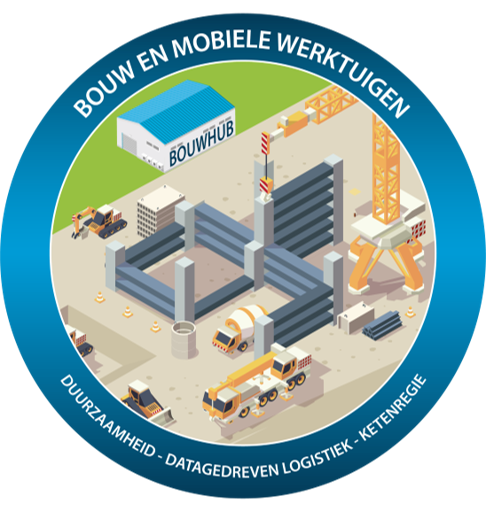 BOUW EN MOBIELE WERKTUIGEN
BOUWHUB
DUURZAAMHEID - DATAGEDREVEN LOGISTIEK - KETENREGIE